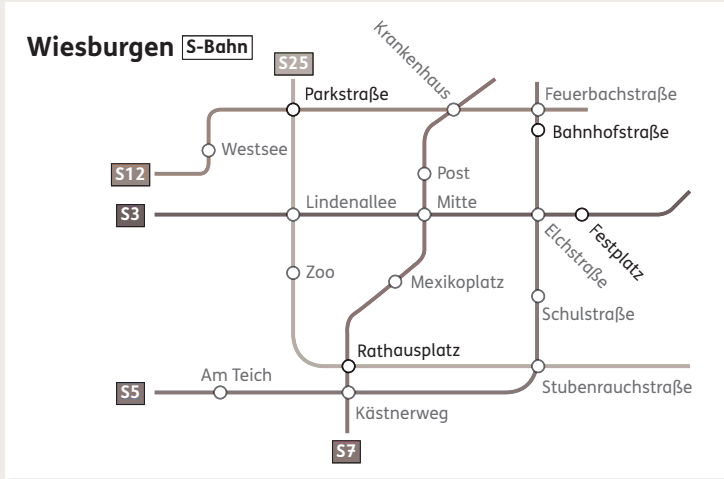 Wiesburgen S-Bahn
S25
Krankenhaus
Parkstraße
Feuerbachstraße
Bahnhofstraße
Westsee
S12
Post
S3
Lindenallee
Mitte
Elchstraße
Festplatz
Zoo
Mexikoplatz
Schulstraße
Rathausplatz
Am Teich
S5
Stubenrauchstraße
Kästnerweg
S7